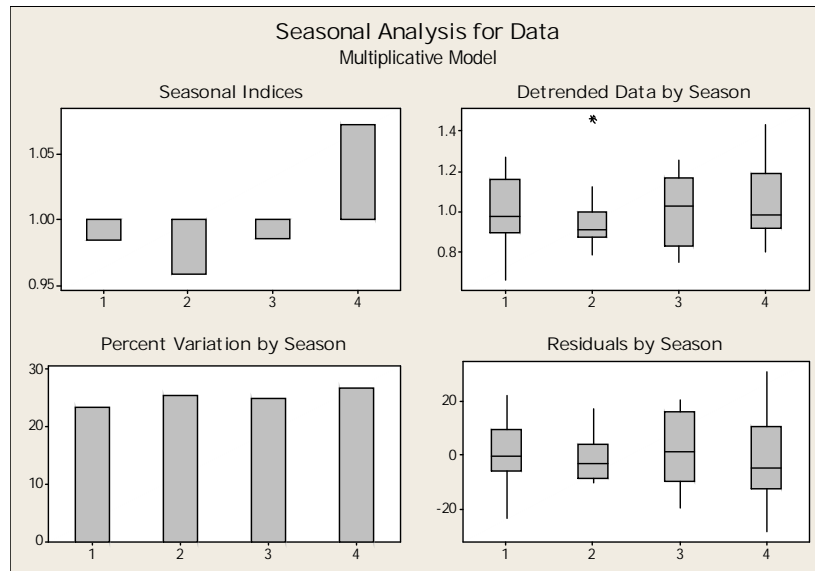 Seasonal Analysis for Data
Multiplicative Model
Seasonal Indices
1.05
1.00
0.95
1 2 3 4
Detrended Data by Season
1.4
1.2
1.0
0.8
1 2 3 4
Percent Variation by Season
30
20
10
0
1 2 3 4
Residuals by Season
20
0
-20
1 2 3 4